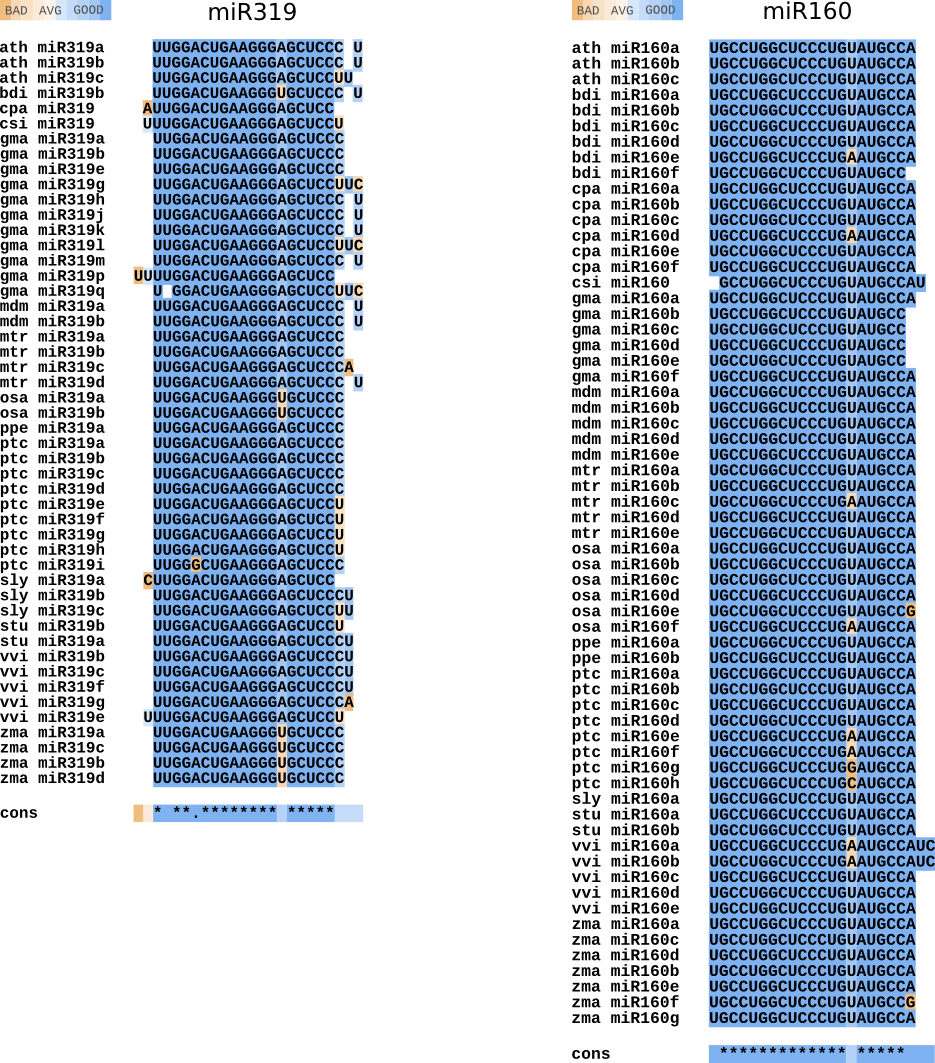 BAD AVG GOOD
miR319
ath miR319a UUGGACUGAAGGGAGCUCCC U
ath miR319b UUGGACUGAAGGGAGCUCCC U
ath miR319c UUGGACUGAAGGGAGCUCCUU
bdi miR319b UUGGACUGAAGGGUGCUCCC U
cpa miR319 AUUGGACUGAAGGGAGCUCC
csi miR319 UUUGGACUGAAGGGAGCUCCU
gma miR319a UUGGACUGAAGGGAGCUCCC
gma miR319b UUGGACUGAAGGGAGCUCCC
gma miR319e UUGGACUGAAGGGAGCUCCC
gma miR319g UUGGACUGAAGGGAGCUCCUUC
gma miR319h UUGGACUGAAGGGAGCUCCC U
gma miR319j UUGGACUGAAGGGAGCUCCC U
gma miR319k UUGGACUGAAGGGAGCUCCC U
gma miR319l UUGGACUGAAGGGAGCUCCUUC
gma miR319m UUGGACUGAAGGGAGCUCCC U
gma miR319p UUUUGGACUGAAGGGAGCUCC
gma miR319q U GGACUGAAGGGAGCUCCUUC
mdm miR319a UUGGACUGAAGGGAGCUCCC U
mdm miR319b UUGGACUGAAGGGAGCUCCC U
mtr miR319a UUGGACUGAAGGGAGCUCCC
mtr miR319b UUGGACUGAAGGGAGCUCCC
mtr miR319c UUGGACUGAAGGGAGCUCCCA
mtr miR319d UUGGACUGAAGGGAGCUCCC U
osa miR319a UUGGACUGAAGGGUGCUCCC
osa miR319b UUGGACUGAAGGGUGCUCCC
ppe miR319a UUGGACUGAAGGGAGCUCCC
ptc miR319a UUGGACUGAAGGGAGCUCCC
ptc miR319b UUGGACUGAAGGGAGCUCCC
ptc miR319c UUGGACUGAAGGGAGCUCCC
ptc miR319d UUGGACUGAAGGGAGCUCCC
ptc miR319e UUGGACUGAAGGGAGCUCCU
ptc miR319f UUGGACUGAAGGGAGCUCCU
ptc miR319g UUGGACUGAAGGGAGCUCCU
ptc miR319h UUGGACUGAAGGGAGCUCCU
ptc miR319i UUGGGCUGAAGGGAGCUCCC
sly miR319a CUUGGACUGAAGGGAGCUCC
sly miR319b UUGGACUGAAGGGAGCUCCCU
sly miR319c UUGGACUGAAGGGAGCUCCUU
stu miR319b UUGGACUGAAGGGAGCUCCU
stu miR319a UUGGACUGAAGGGAGCUCCCU
vvi miR319b UUGGACUGAAGGGAGCUCCCU
vvi miR319c UUGGACUGAAGGGAGCUCCCU
vvi miR319f UUGGACUGAAGGGAGCUCCCU
vvi miR319g UUGGACUGAAGGGAGCUCCCA
vvi miR319e UUUGGACUGAAGGGAGCUCCU
zma miR319a UUGGACUGAAGGGUGCUCCC
zma miR319c UUGGACUGAAGGGUGCUCCC
zma miR319b UUGGACUGAAGGGUGCUCCC
zma miR319d UUGGACUGAAGGGUGCUCCC
cons * **.******** *****
BAD AVG GOOD
miR160
ath miR160a UGCCUGGCUCCCUGUAUGCCA
ath miR160b UGCCUGGCUCCCUGUAUGCCA
ath miR160c UGCCUGGCUCCCUGUAUGCCA
bdi miR160a UGCCUGGCUCCCUGUAUGCCA
bdi miR160b UGCCUGGCUCCCUGUAUGCCA
bdi miR160c UGCCUGGCUCCCUGUAUGCCA
bdi miR160d UGCCUGGCUCCCUGUAUGCCA
bdi miR160e UGCCUGGCUCCCUGAAUGCCA
bdi miR160f UGCCUGGCUCCCUGUAUGCC
cpa miR160a UGCCUGGCUCCCUGUAUGCCA
cpa miR160b UGCCUGGCUCCCUGUAUGCCA
cpa miR160c UGCCUGGCUCCCUGUAUGCCA
cpa miR160d UGCCUGGCUCCCUGAAUGCCA
cpa miR160e UGCCUGGCUCCCUGUAUGCCA
cpa miR160f UGCCUGGCUCCCUGUAUGCCA
csi miR160 GCCUGGCUCCCUGUAUGCCAU
gma miR160a UGCCUGGCUCCCUGUAUGCCA
gma miR160b UGCCUGGCUCCCUGUAUGCC
gma miR160c UGCCUGGCUCCCUGUAUGCC
gma miR160d UGCCUGGCUCCCUGUAUGCC
gma miR160e UGCCUGGCUCCCUGUAUGCC
gma miR160f UGCCUGGCUCCCUGUAUGCCA
mdm miR160a UGCCUGGCUCCCUGUAUGCCA
mdm miR160b UGCCUGGCUCCCUGUAUGCCA
mdm miR160c UGCCUGGCUCCCUGUAUGCCA
mdm miR160d UGCCUGGCUCCCUGUAUGCCA
mdm miR160e UGCCUGGCUCCCUGUAUGCCA
mtr miR160a UGCCUGGCUCCCUGUAUGCCA
mtr miR160b UGCCUGGCUCCCUGUAUGCCA
mtr miR160c UGCCUGGCUCCCUGAAUGCCA
mtr miR160d UGCCUGGCUCCCUGUAUGCCA
mtr miR160e UGCCUGGCUCCCUGUAUGCCA
osa miR160a UGCCUGGCUCCCUGUAUGCCA
osa miR160b UGCCUGGCUCCCUGUAUGCCA
osa miR160c UGCCUGGCUCCCUGUAUGCCA
osa miR160d UGCCUGGCUCCCUGUAUGCCA
osa miR160e UGCCUGGCUCCCUGUAUGCCG
osa miR160f UGCCUGGCUCCCUGAAUGCCA
ppe miR160a UGCCUGGCUCCCUGUAUGCCA
ppe miR160b UGCCUGGCUCCCUGUAUGCCA
ptc miR160a UGCCUGGCUCCCUGUAUGCCA
ptc miR160b UGCCUGGCUCCCUGUAUGCCA
ptc miR160c UGCCUGGCUCCCUGUAUGCCA
ptc miR160d UGCCUGGCUCCCUGUAUGCCA
ptc miR160e UGCCUGGCUCCCUGAAUGCCA
ptc miR160f UGCCUGGCUCCCUGAAUGCCA
ptc miR160g UGCCUGGCUCCCUGGAUGCCA
ptc miR160h UGCCUGGCUCCCUGCAUGCCA
sly miR160a UGCCUGGCUCCCUGUAUGCCA
stu miR160a UGCCUGGCUCCCUGUAUGCCA
stu miR160b UGCCUGGCUCCCUGUAUGCCA
vvi miR160a UGCCUGGCUCCCUGAAUGCCAUC
vvi miR160b UGCCUGGCUCCCUGAAUGCCAUC
vvi miR160c UGCCUGGCUCCCUGUAUGCCA
vvi miR160d UGCCUGGCUCCCUGUAUGCCA
vvi miR160e UGCCUGGCUCCCUGUAUGCCA
zma miR160a UGCCUGGCUCCCUGUAUGCCA
zma miR160c UGCCUGGCUCCCUGUAUGCCA
zma miR160d UGCCUGGCUCCCUGUAUGCCA
zma miR160b UGCCUGGCUCCCUGUAUGCCA
zma miR160e UGCCUGGCUCCCUGUAUGCCA
zma miR160f UGCCUGGCUCCCUGUAUGCCG
zma miR160g UGCCUGGCUCCCUGUAUGCCA
cons ************* *****